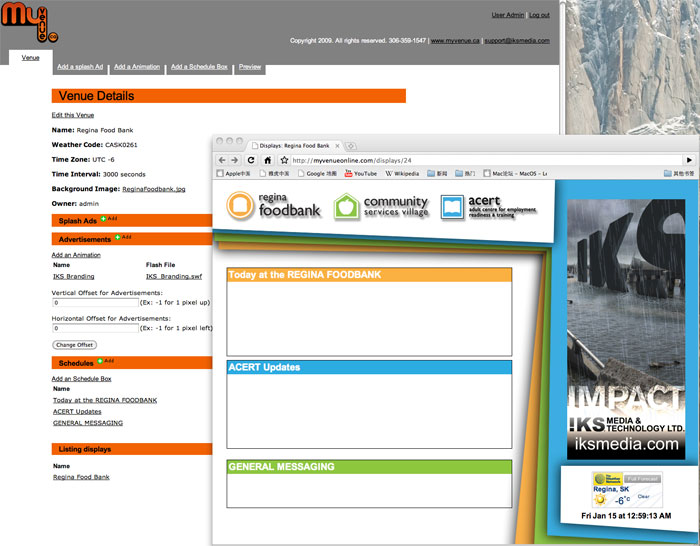 My
Venue
User Admin | Log out
Copyright 2009. All rights reserved. 306-359-1547 | www.myvenue.ca | support@iksmedia.com
Venue
Add a splash Ad
Add a Animation
Add a Schedule Box
Preview
Venue Details
Edit this Venue
Name: Regina Food Bank
Weather Code: CASK0261
Time Zone: UTC -6
Time Interval: 3000 seconds
Background Image: ReginaFoodbank.jpg
Owner: admin
Splash Ads Add
Advertisements Add
Add an Animation
Name Flash File
IKS Branding IKS_Branding.swf
Vertical Offset for Advertisements:
0 (Ex: -1 for 1 pixel up)
Horizontal Offset for Advertisements:
0 (Ex: -1 for 1 pixel left)
Change Offset
Schedules Add
Add an Schedule Box
Name
Today at the REGINA FOODBANK
ACERT Updates
GENERAL MESSAGING
Listing displays
Name
Regina Food Bank
Displays: Regina Food Bank
http://myvenueonline.com/displays/24
Apple中国 雅虎中国 Google 地图 YouTube Wikipedia 新闻 热门 Mac论坛 – MacOS – Lr 其他书签
regina
foodbank
community
services village
acert
adult centre for employment
readiness & training
Today at the REGINA FOODBANK
ACERT Updates
GENERAL MESSAGING
IKS
IMPACT
IKS MEDIA &
TECHNOLOGY LTD.
iksmedia.com
Full Forecast
Regina, SK
-6°C Clear
Fri Jan 15 at 12:59:13 AM